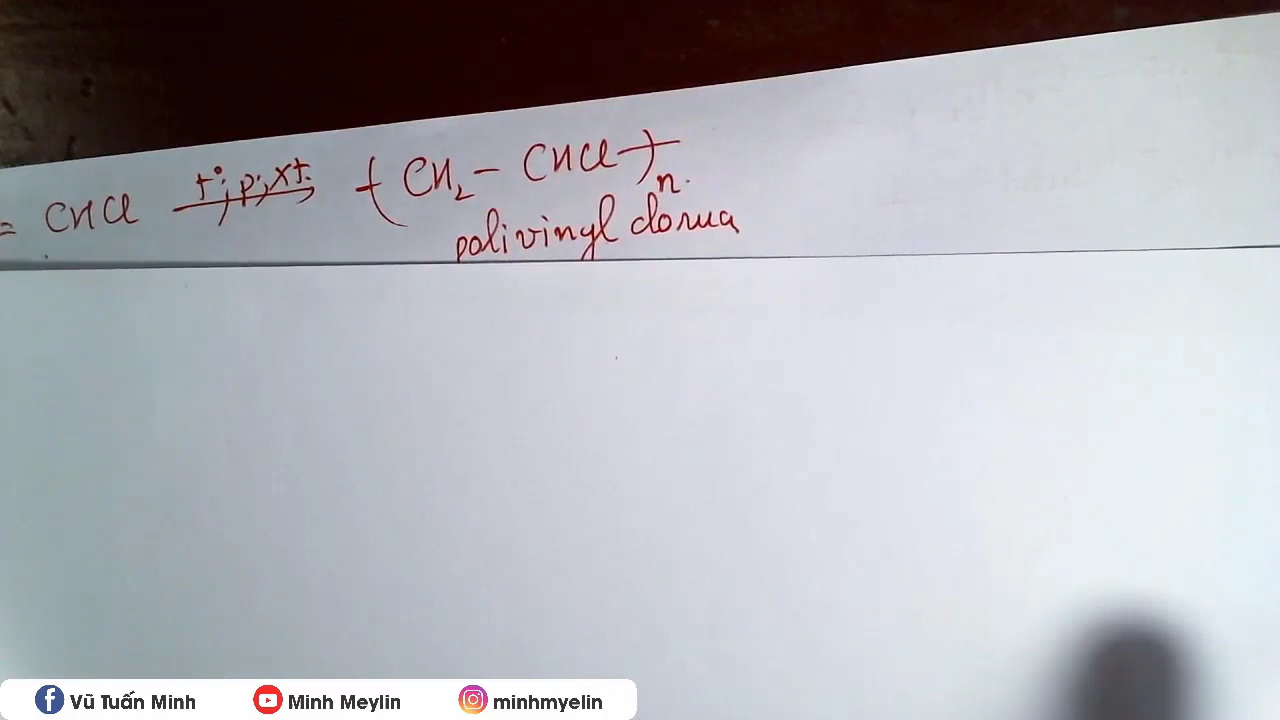 = CHCl t°; p; xt. ( CH₂ - CHCl )n.
polivinyl clorua
Vũ Tuấn Minh Minh Meylin minhmyelin